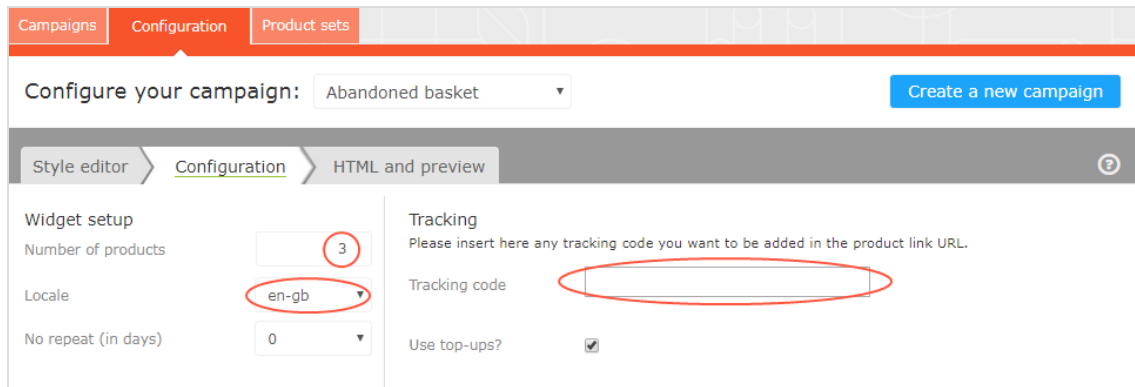 Campaigns Configuration Product sets
Configure your campaign: Abandoned basket Create a new campaign
Style editor Configuration HTML and preview
Widget setup
Number of products 3
Locale en-gb
No repeat (in days) 0
Tracking
Please insert here any tracking code you want to be added in the product link URL.
Tracking code
Use top-ups?